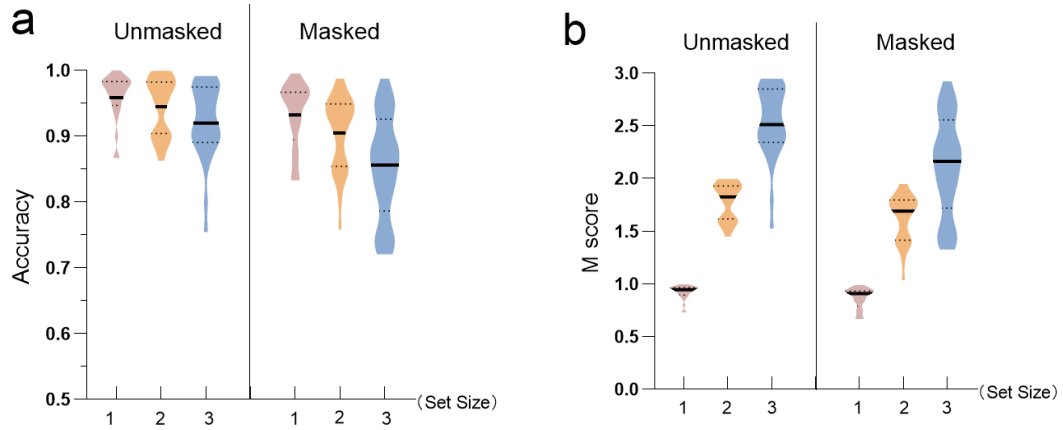 a
Unmasked Masked
1.0
0.9
0.8
0.7
0.6
0.5
Accuracy
1 2 3 1 2 3 (Set Size)
b
Unmasked Masked
3.0
2.5
2.0
1.5
1.0
0.5
0.0
M score
1 2 3 1 2 3 (Set Size)